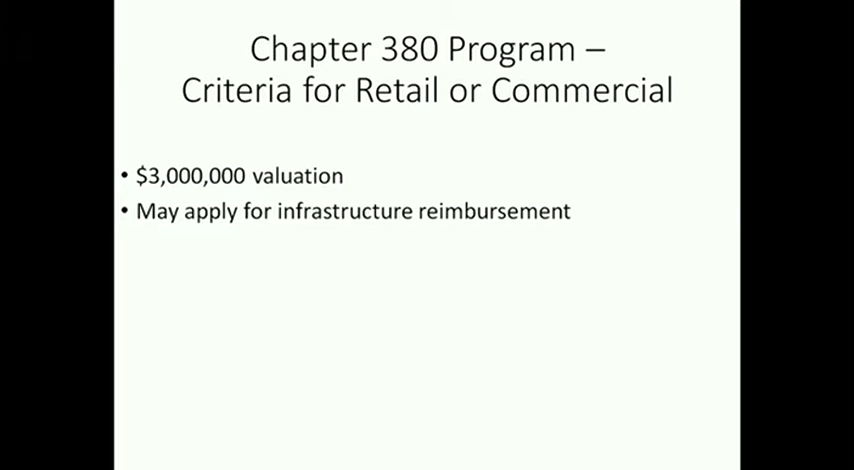 Chapter 380 Program –
Criteria for Retail or Commercial
• $3,000,000 valuation
• May apply for infrastructure reimbursement